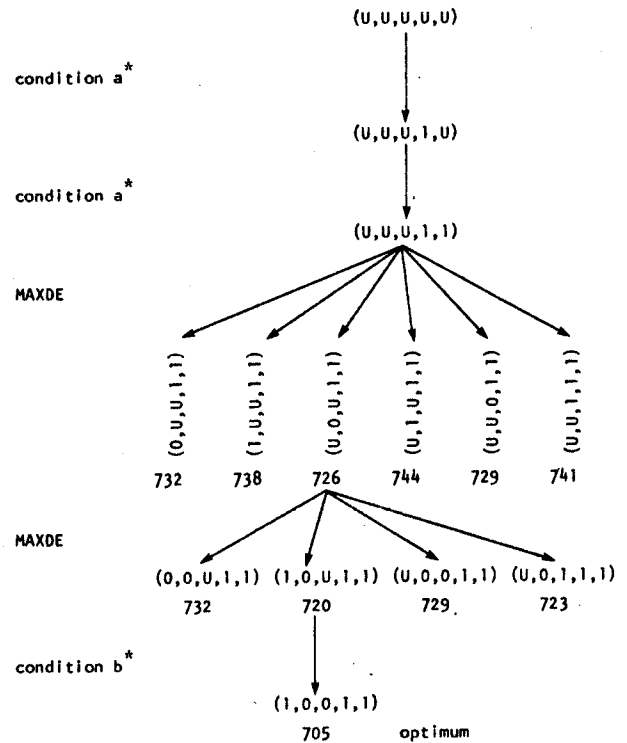 (U,U,U,U,U)
condition a*
(U,U,U,1,U)
condition a*
(U,U,U,1,1)
MAXDE
(0,U,U,1,1) (1,U,U,1,1) (U,0,U,1,1) (U,1,U,1,1) (U,U,0,1,1) (U,U,1,1,1)
732 738 726 744 729 741
MAXDE
(0,0,U,1,1) (1,0,U,1,1) (U,0,0,1,1) (U,0,1,1,1)
732 720 729 723
condition b*
(1,0,0,1,1)
705 optimum